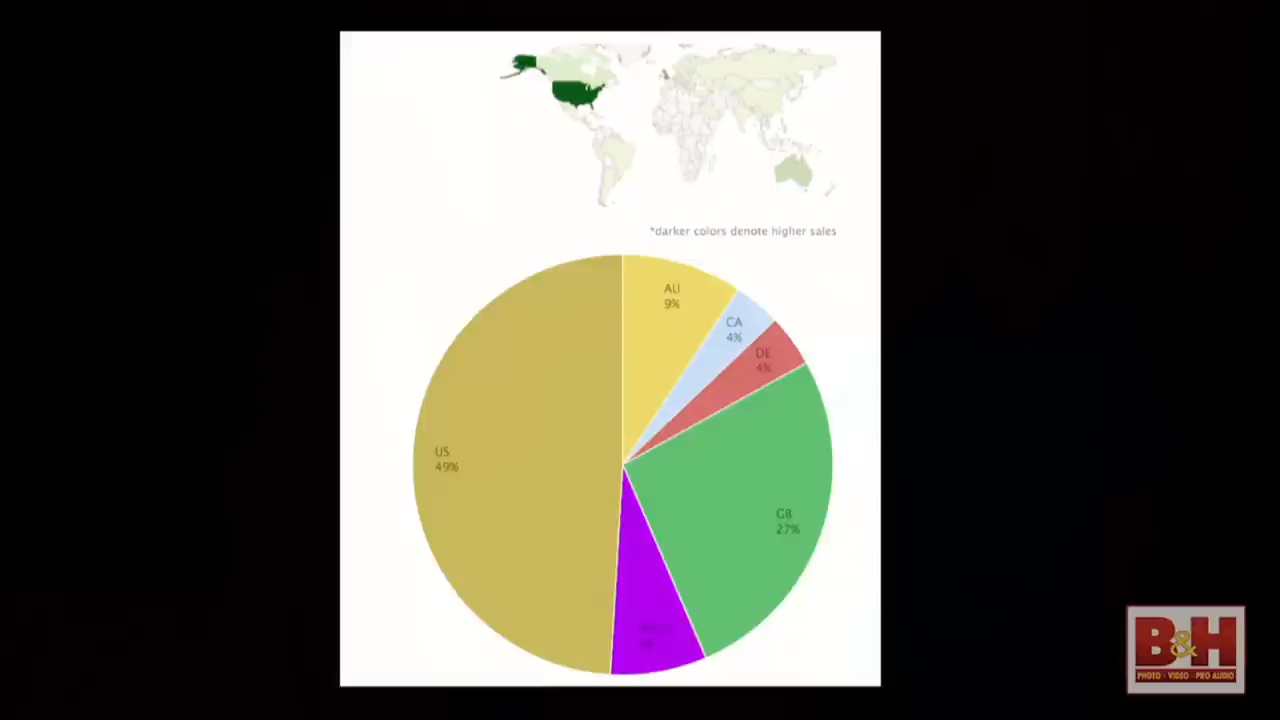 *darker colors denote higher sales
AU
9%
CA
4%
DE
4%
US
49%
GB
27%
B&H
PHOTO - VIDEO - PRO AUDIO